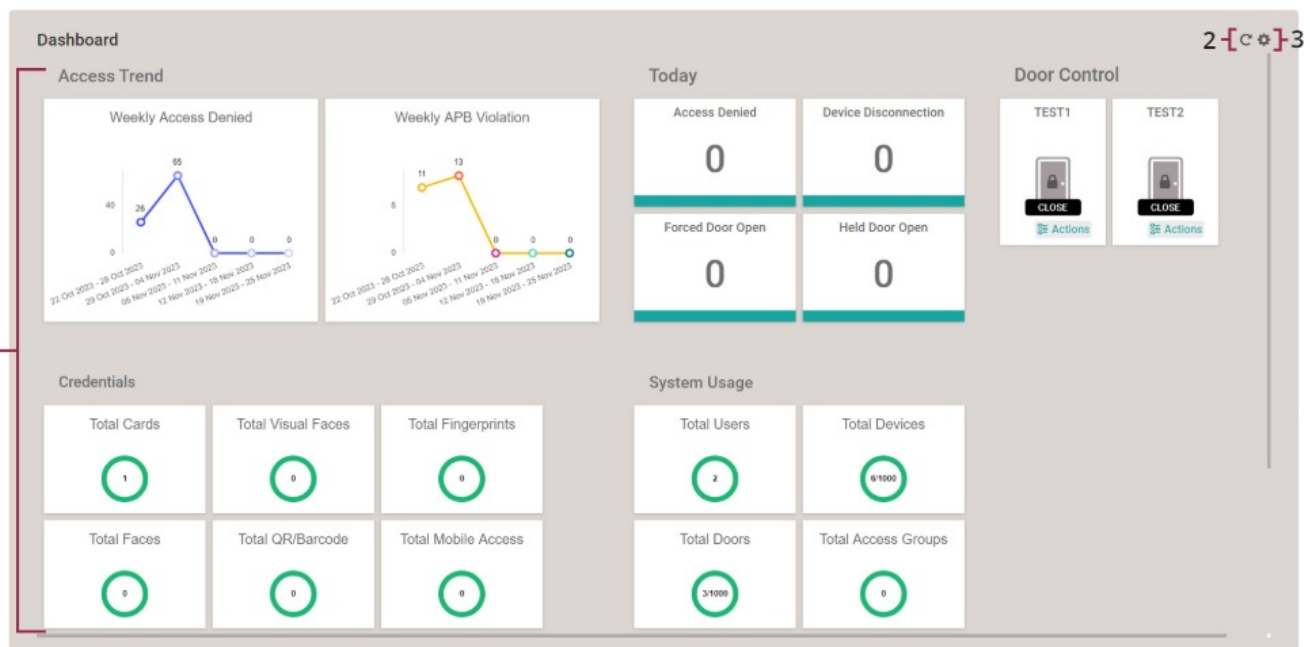 Dashboard
2
3
Access Trend
Weekly Access Denied
65
40
26
0
0
0
0
22 Oct 2023 - 28 Oct 2023
29 Oct 2023 - 04 Nov 2023
05 Nov 2023 - 11 Nov 2023
12 Nov 2023 - 18 Nov 2023
19 Nov 2023 - 25 Nov 2023
Weekly APB Violation
13
11
8
0
0
0
0
22 Oct 2023 - 28 Oct 2023
29 Oct 2023 - 04 Nov 2023
05 Nov 2023 - 11 Nov 2023
12 Nov 2023 - 18 Nov 2023
19 Nov 2023 - 25 Nov 2023
Today
Access Denied
0
Device Disconnection
0
Forced Door Open
0
Held Door Open
0
Door Control
TEST1
CLOSE
Actions
TEST2
CLOSE
Actions
Credentials
Total Cards
1
Total Visual Faces
0
Total Fingerprints
0
Total Faces
0
Total QR/Barcode
0
Total Mobile Access
0
System Usage
Total Users
2
Total Devices
6/1000
Total Doors
3/1000
Total Access Groups
0